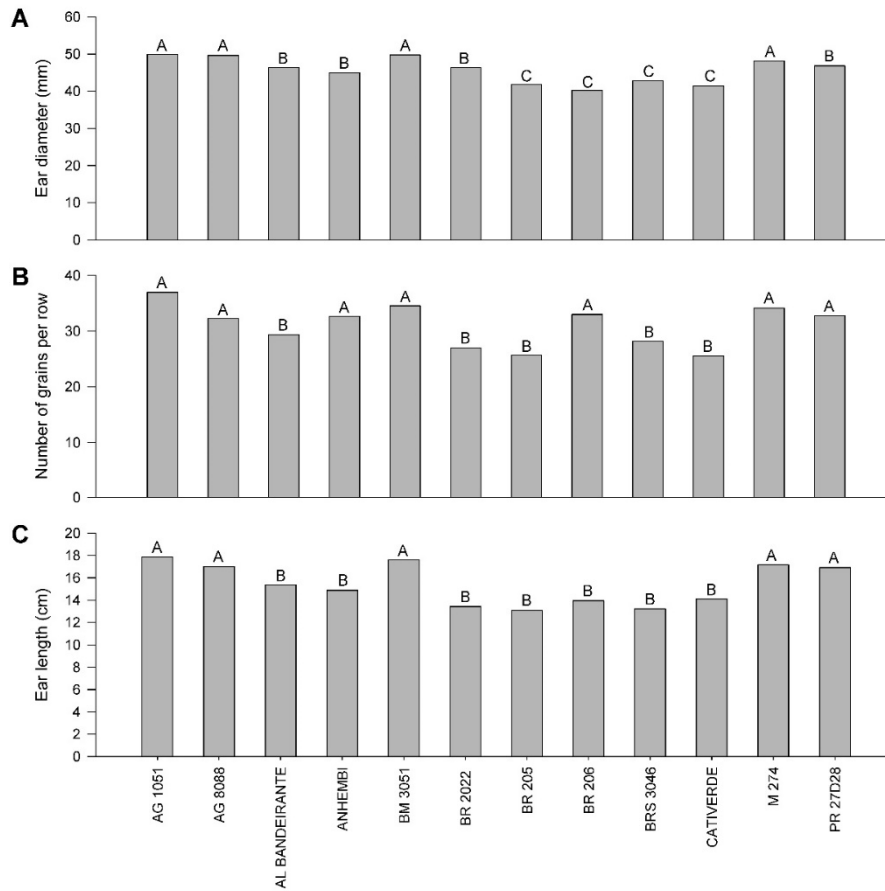 A
Ear diameter (mm)
60
50
40
30
20
10
0
A
A
B
B
A
B
C
C
C
C
A
B
B
Number of grains per row
40
30
20
10
0
A
A
B
A
A
B
B
A
B
B
A
A
C
Ear length (cm)
20
18
16
14
12
10
8
6
4
2
0
A
A
B
B
A
B
B
B
B
B
A
A
AG 1051
AG 8088
AL BANDEIRANTE
ANHEMBI
BM 3051
BR 2022
BR 205
BR 206
BRS 3046
CATIVERDE
M 274
PR 27D28